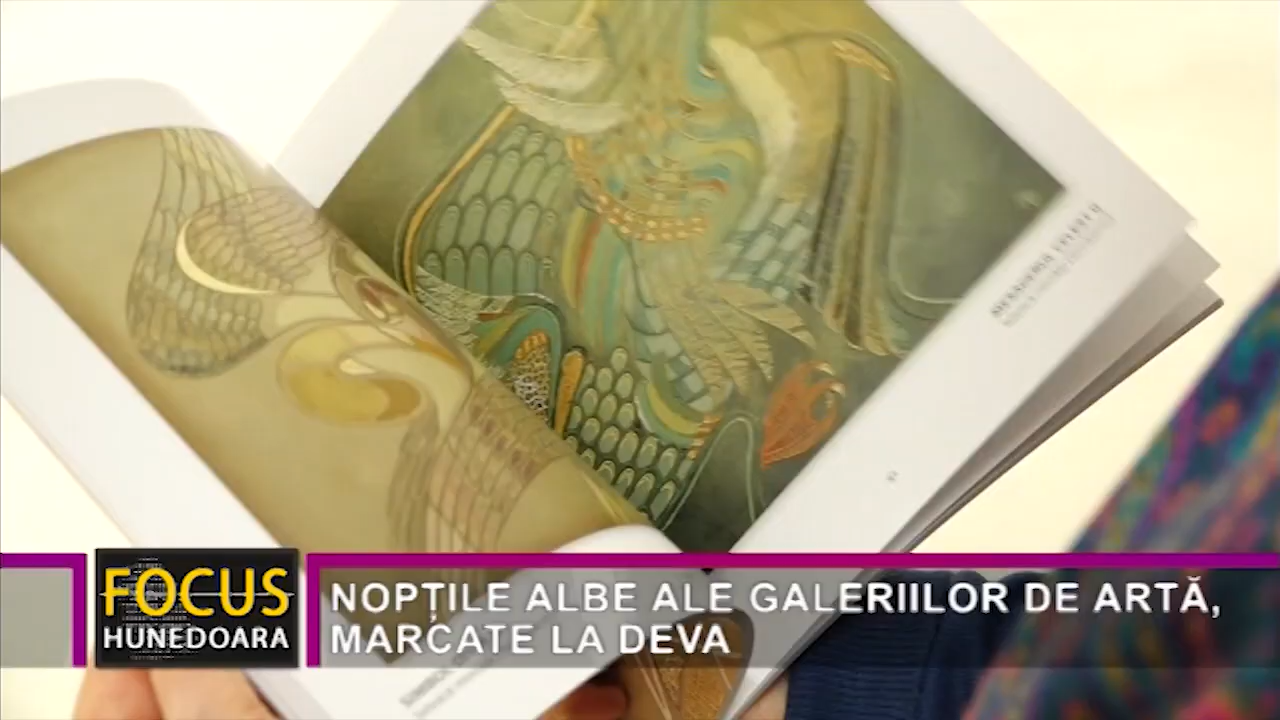 FOCUS
HUNEDOARA
NOPȚILE ALBE ALE GALERIILOR DE ARTĂ,
MARCATE LA DEVA